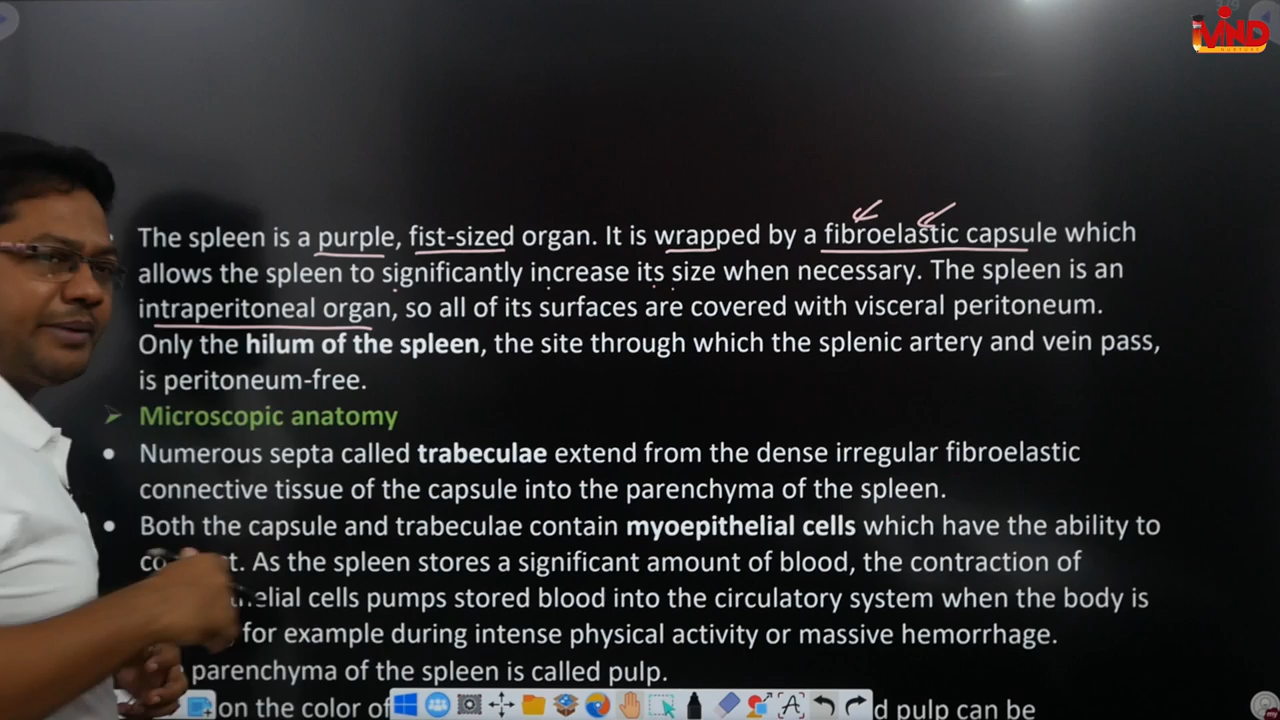 MIND
The spleen is a purple, fist-sized organ. It is wrapped by a fibroelastic capsule which
allows the spleen to significantly increase its size when necessary. The spleen is an
intraperitoneal organ, so all of its surfaces are covered with visceral peritoneum.
Only the hilum of the spleen, the site through which the splenic artery and vein pass,
is peritoneum-free.
Microscopic anatomy
Numerous septa called trabeculae extend from the dense irregular fibroelastic
connective tissue of the capsule into the parenchyma of the spleen.
Both the capsule and trabeculae contain myoepithelial cells which have the ability to
As the spleen stores a significant amount of blood, the contraction of
cells pumps stored blood into the circulatory system when the body is
for example during intense physical activity or massive hemorrhage.
parenchyma of the spleen is called pulp.
on the color of pulp can be